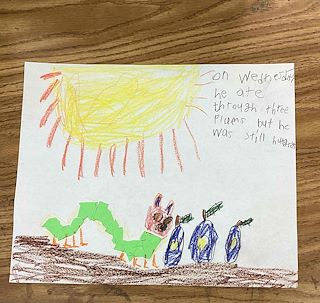 on Wednesday
he ate
through three
Plums but he
was still hungry